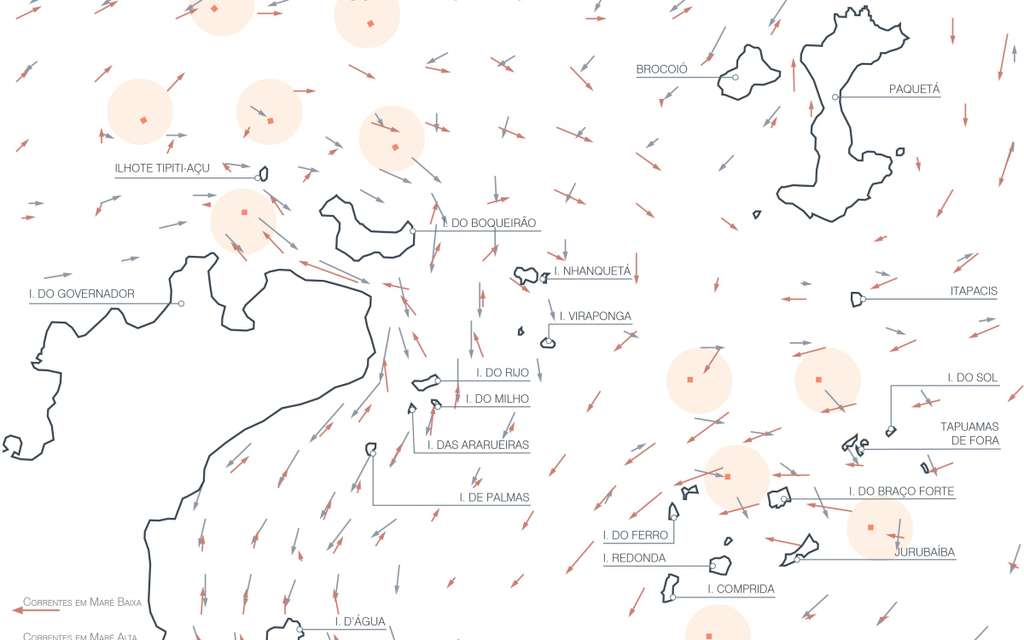 BROCOIÓ
PAQUETÁ
ILHOTE TIPITI-AÇU
I. DO BOQUEIRÃO
I. NHANQUETÁ
I. DO GOVERNADOR
ITAPACIS
I. VIRAPONGA
I. DO RIJO
I. DO SOL
I. DO MILHO
TAPUAMAS
DE FORA
I. DAS ARARUEIRAS
I. DE PALMAS
I. DO BRAÇO FORTE
I. DO FERRO
I. REDONDA
JURUBAÍBA
I. COMPRIDA
CORRENTES EM MARÉ BAIXA
I. D'ÁGUA
CORRENTES EM MARÉ ALTA